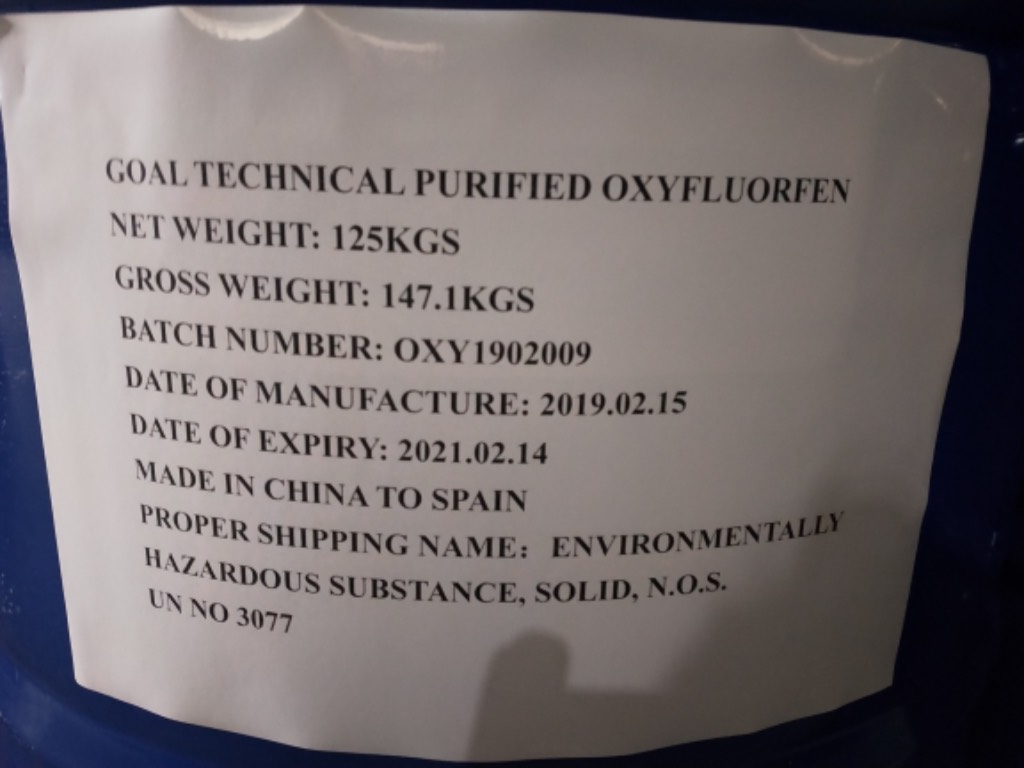 GOAL TECHNICAL PURIFIED OXYFLUORFEN
NET WEIGHT: 125KGS
GROSS WEIGHT: 147.1KGS
BATCH NUMBER: OXY1902009
DATE OF MANUFACTURE: 2019.02.15
DATE OF EXPIRY: 2021.02.14
MADE IN CHINA TO SPAIN
PROPER SHIPPING NAME: ENVIRONMENTALLY
HAZARDOUS SUBSTANCE, SOLID, N.O.S.
UN NO 3077